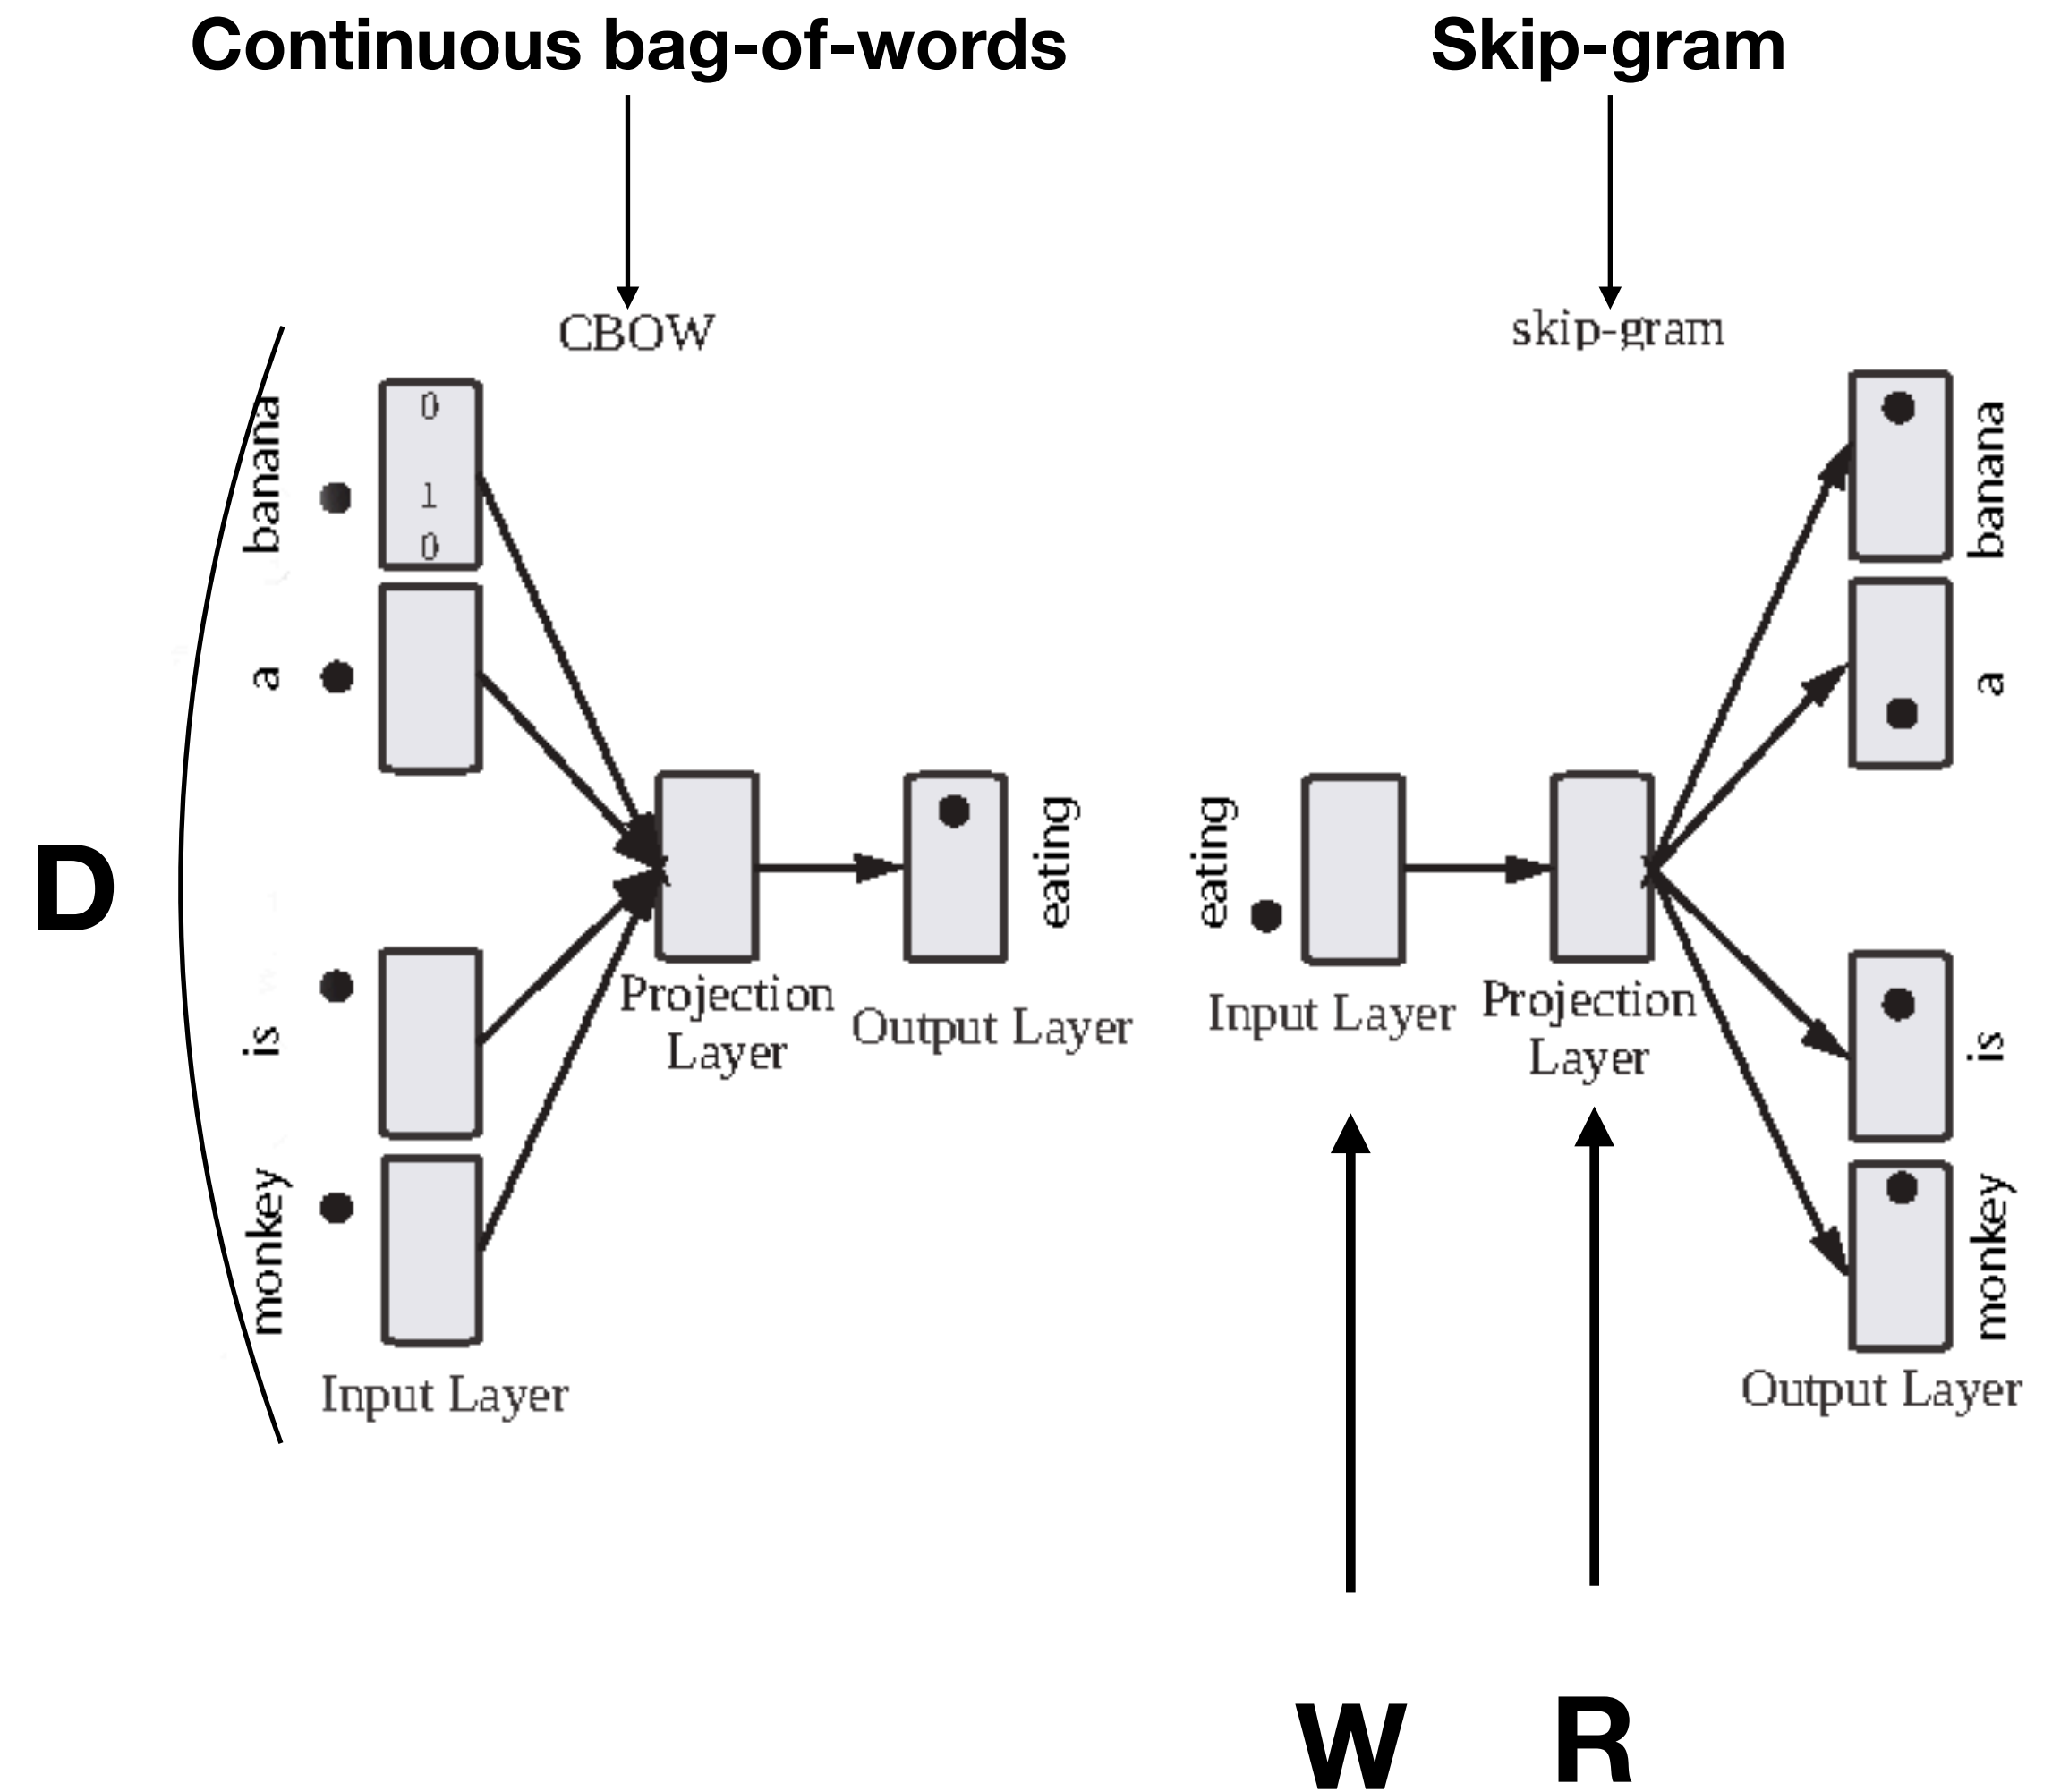 Continuous bag-of-words
Skip-gram
CBOW
skip-gram
D
banana
a
is
monkey
0
1
0
Input Layer
Projection
Layer
Output Layer
eating
eating
Input Layer
Projection
Layer
banana
a
is
monkey
Output Layer
W
R